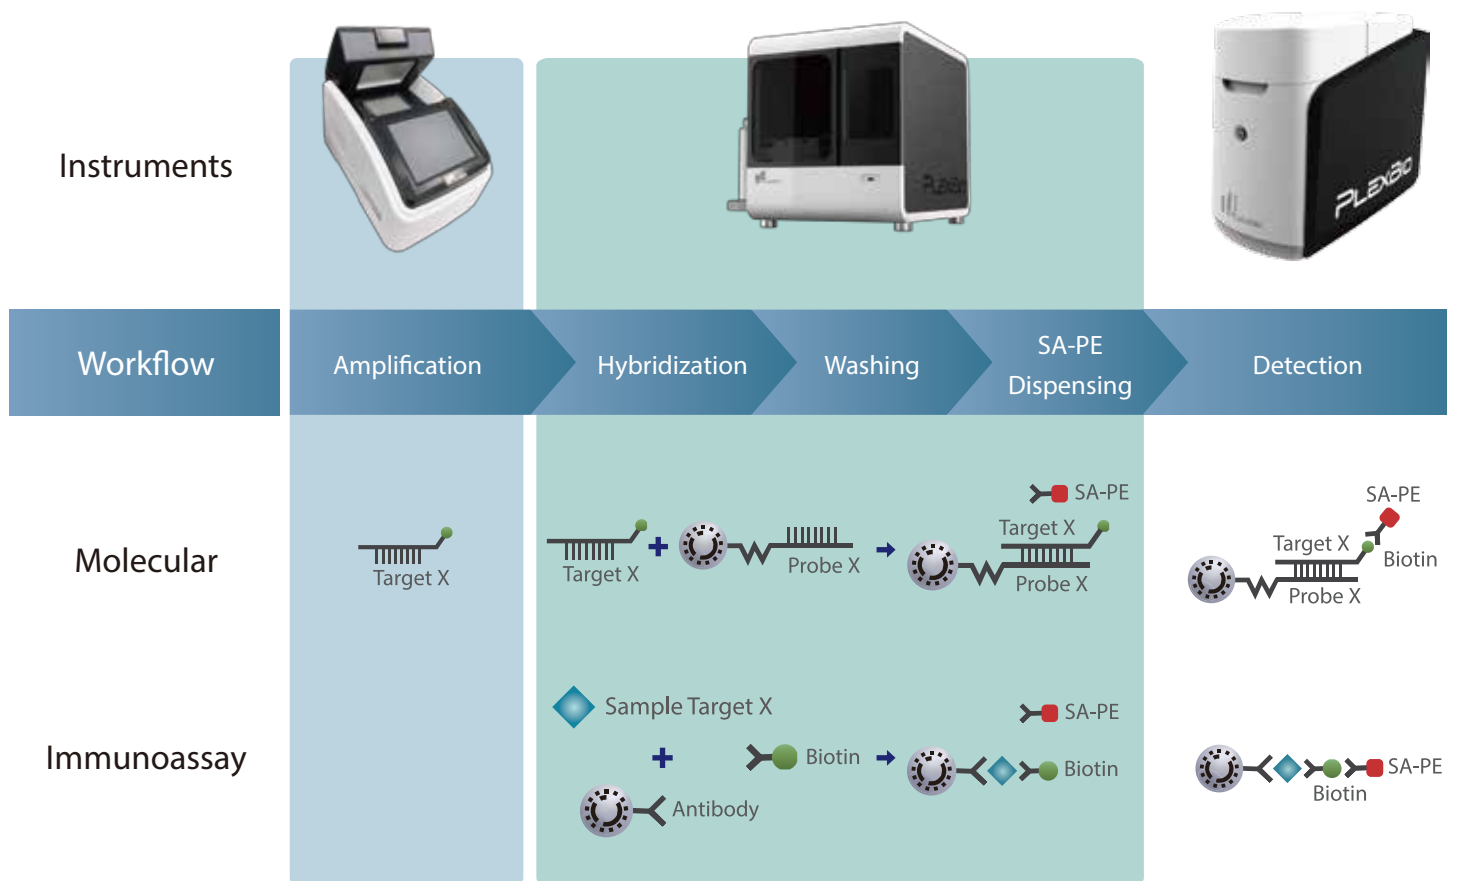 Instruments
PLEXBIO
PLEXBIO
Workflow
Amplification
Hybridization
Washing
SA-PE
Dispensing
Detection
Molecular
Target X
Target X
Probe X
SA-PE
Target X
Probe X
SA-PE
Target X
Biotin
Probe X
Immunoassay
Sample Target X
Biotin
Antibody
SA-PE
Biotin
SA-PE
Biotin